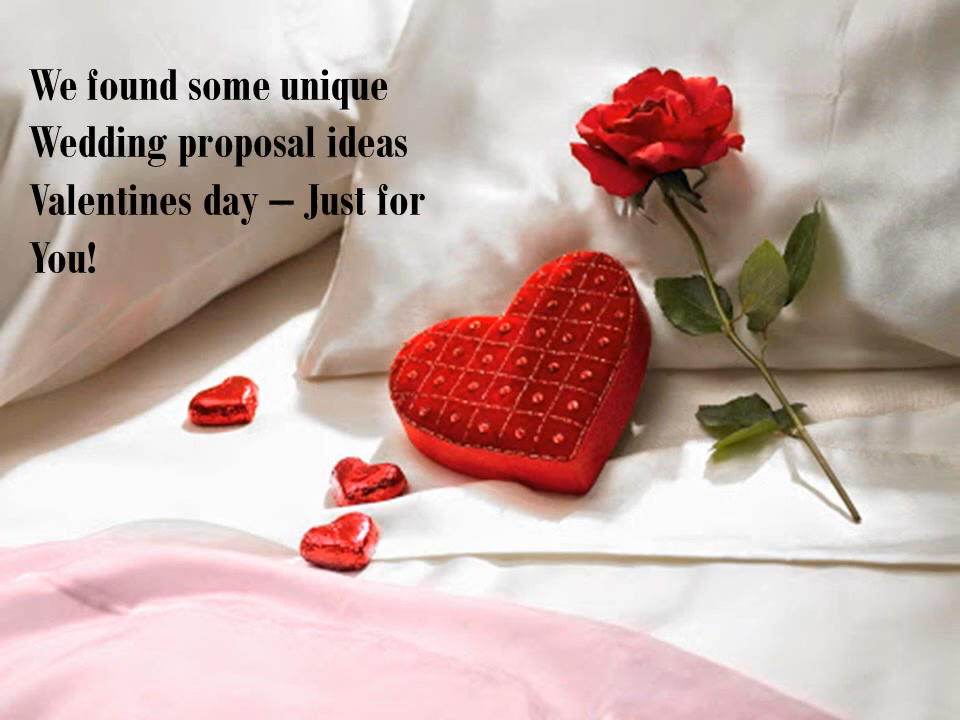 We found some unique
Wedding proposal ideas
Valentines day – Just for
You!